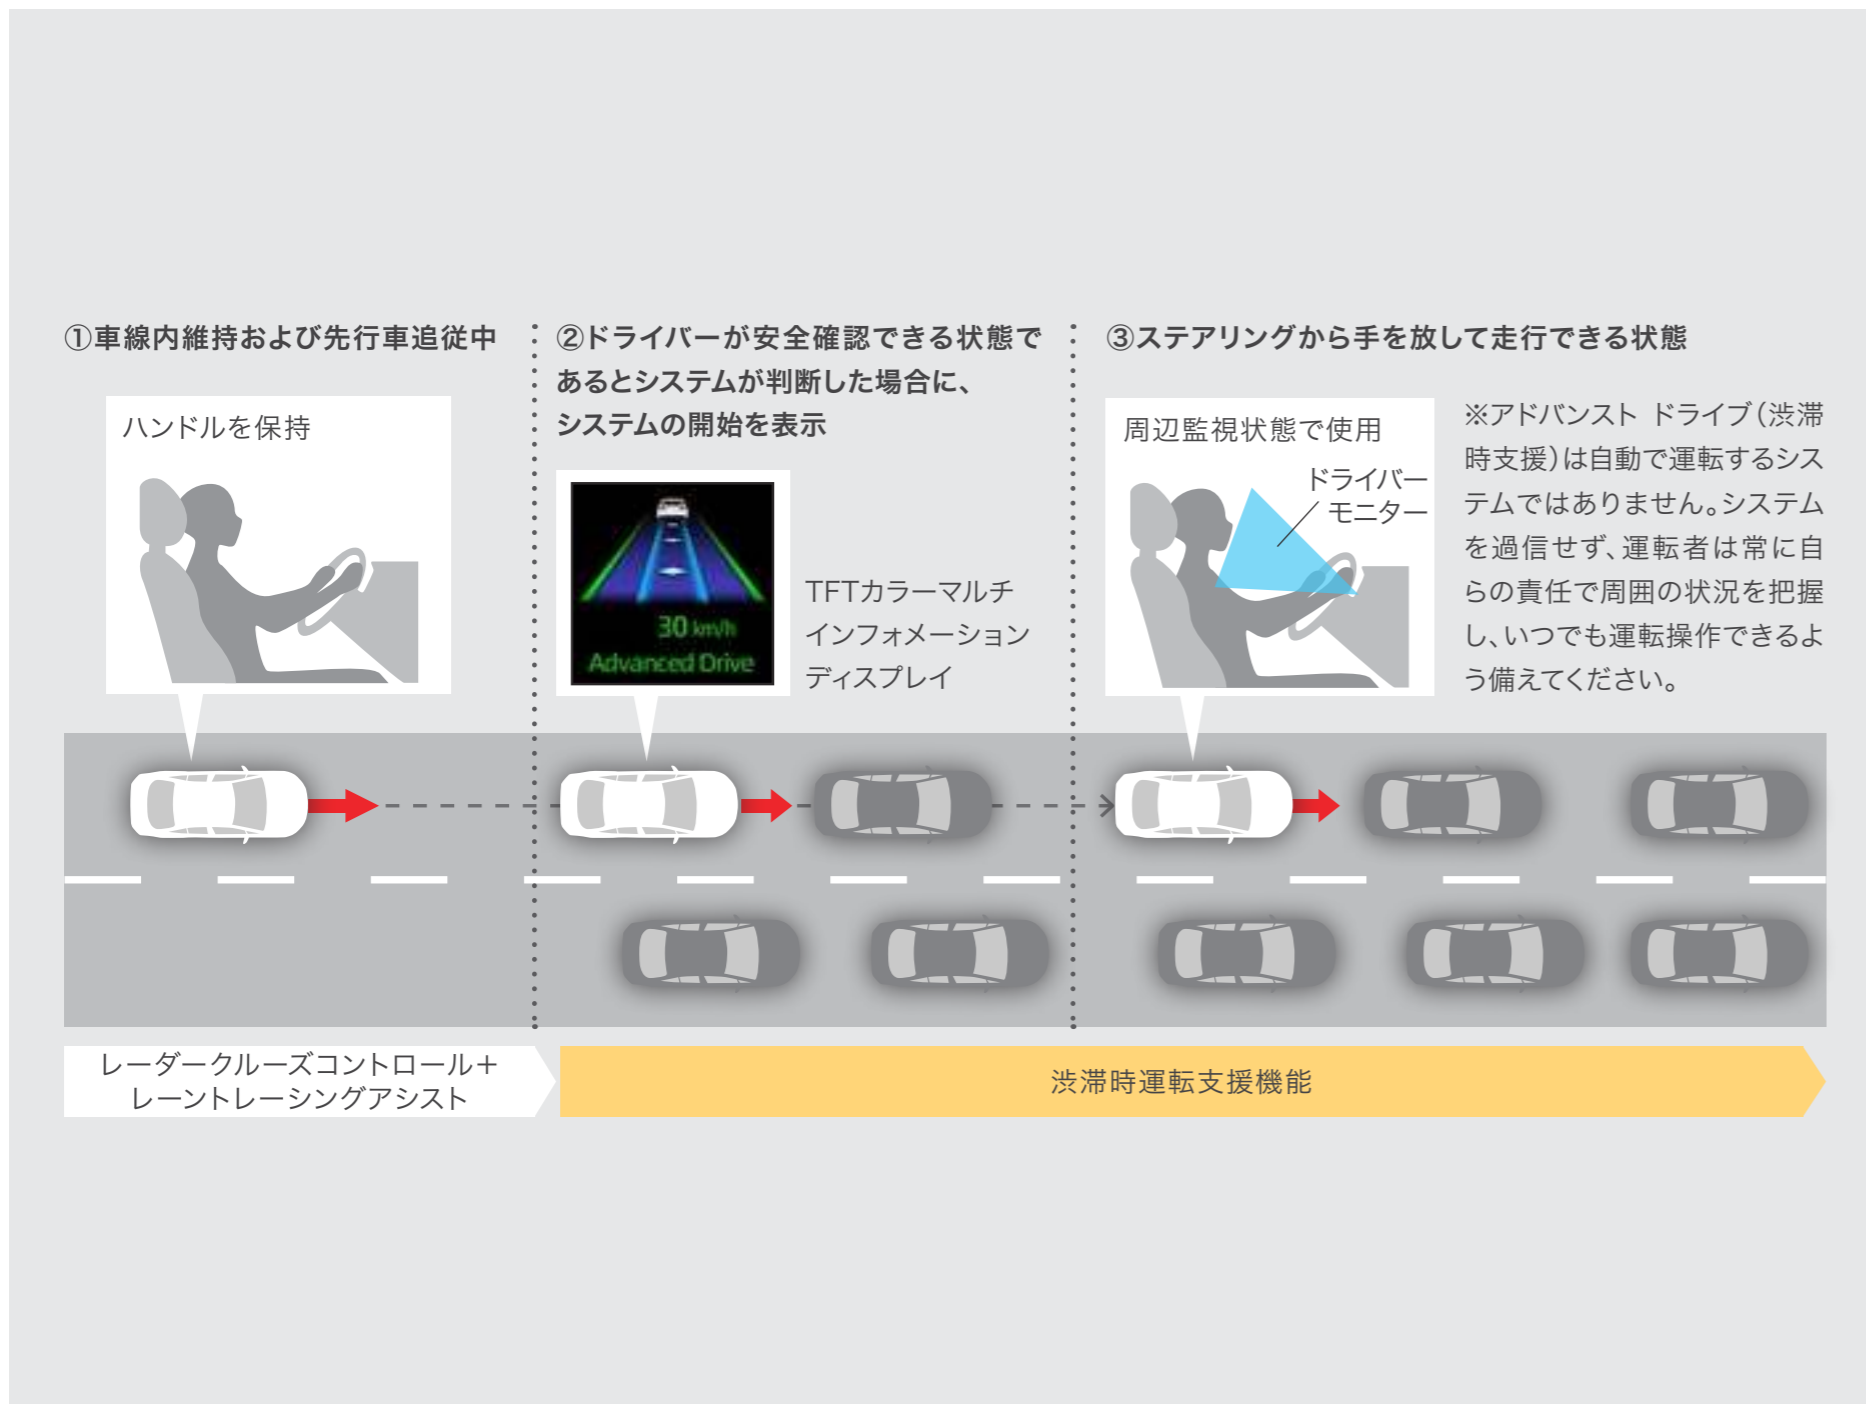 ①車線内維持および先行車追従中
ハンドルを保持
②ドライバーが安全確認できる状態で
あるとシステムが判断した場合に、
システムの開始を表示
30 km/h
Advanced Drive
TFTカラーマルチ
インフォメーション
ディスプレイ
③ステアリングから手を放して走行できる状態
周辺監視状態で使用
ドライバー
モニター
※アドバンスト ドライブ（渋滞
時支援）は自動で運転するシス
テムではありません。システム
を過信せず、運転者は常に自
らの責任で周囲の状況を把握
し、いつでも運転操作できるよ
う備えてください。
レーダークルーズコントロール＋
レーントレーシングアシスト
渋滞時運転支援機能